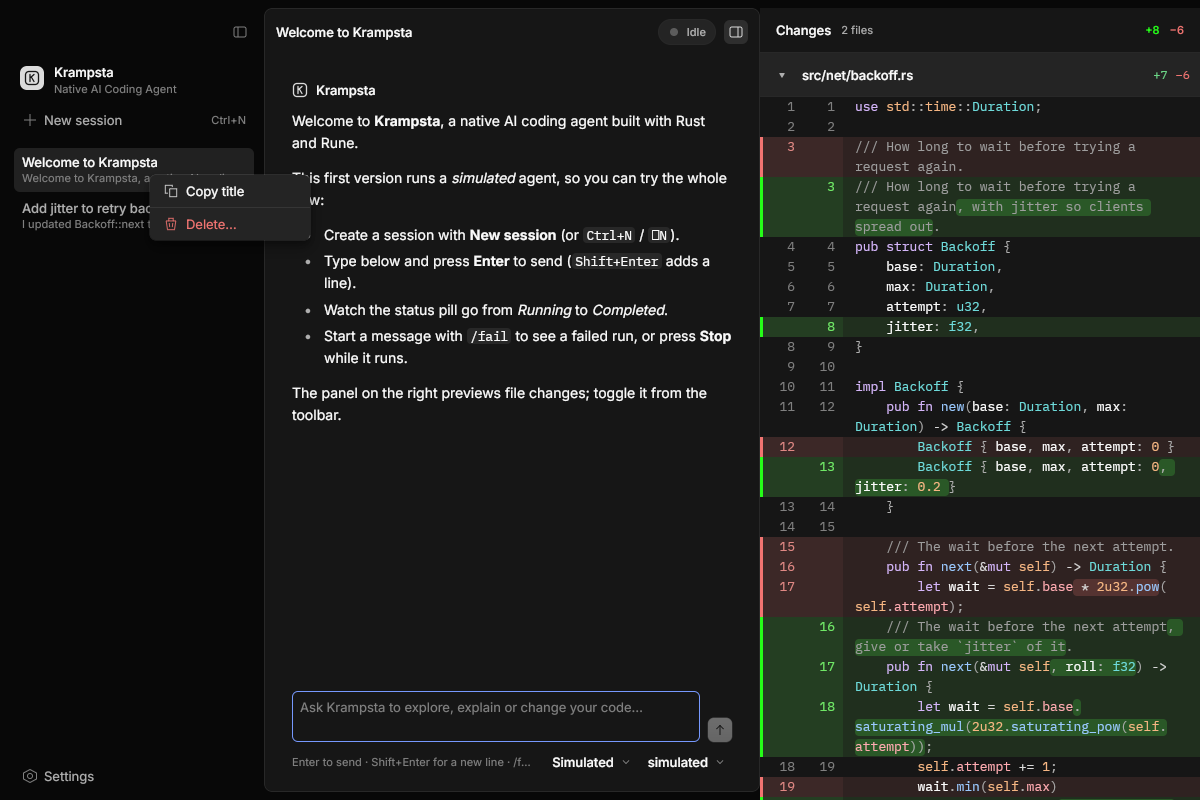 Krampsta
Native AI Coding Agent
New session Ctrl+N
Welcome to Krampsta
Welcome to Krampsta, a
Add jitter to retry bac
I updated Backoff::next
Copy title
Delete...
Settings
Welcome to Krampsta
Idle
Krampsta
Welcome to Krampsta, a native AI coding agent built with Rust
and Rune.
This first version runs a simulated agent, so you can try the whole
w:
Create a session with New session (or Ctrl+N / N).
• Type below and press Enter to send (Shift+Enter adds a
line).
• Watch the status pill go from Running to Completed.
• Start a message with /fail to see a failed run, or press Stop
while it runs.
The panel on the right previews file changes; toggle it from the
toolbar.
Ask Krampsta to explore, explain or change your code...
Enter to send · Shift+Enter for a new line · /f...
Simulated
simulated
Changes 2 files +8 −6
src/net/backoff.rs +7 −6
1 1 use std::time::Duration;
2 2
3 /// How long to wait before trying a
request again.
3 /// How long to wait before trying a
request again, with jitter so clients
spread out.
4 4 pub struct Backoff {
5 5 base: Duration,
6 6 max: Duration,
7 7 attempt: u32,
8 jitter: f32,
8 9 }
9 10
10 11 impl Backoff {
11 12 pub fn new(base: Duration, max:
Duration) -> Backoff {
12 Backoff { base, max, attempt: 0 }
13 Backoff { base, max, attempt: 0,
jitter: 0.2 }
13 14 }
14 15
15 /// The wait before the next attempt.
16 pub fn next(&mut self) -> Duration {
17 let wait = self.base * 2u32.pow(
self.attempt);
16 /// The wait before the next attempt,
give or take `jitter` of it.
17 pub fn next(&mut self, roll: f32) ->
Duration {
18 let wait = self.base.
saturating_mul(2u32.saturating_pow(self.
attempt));
18 19 self.attempt += 1;
19 wait.min(self.max)